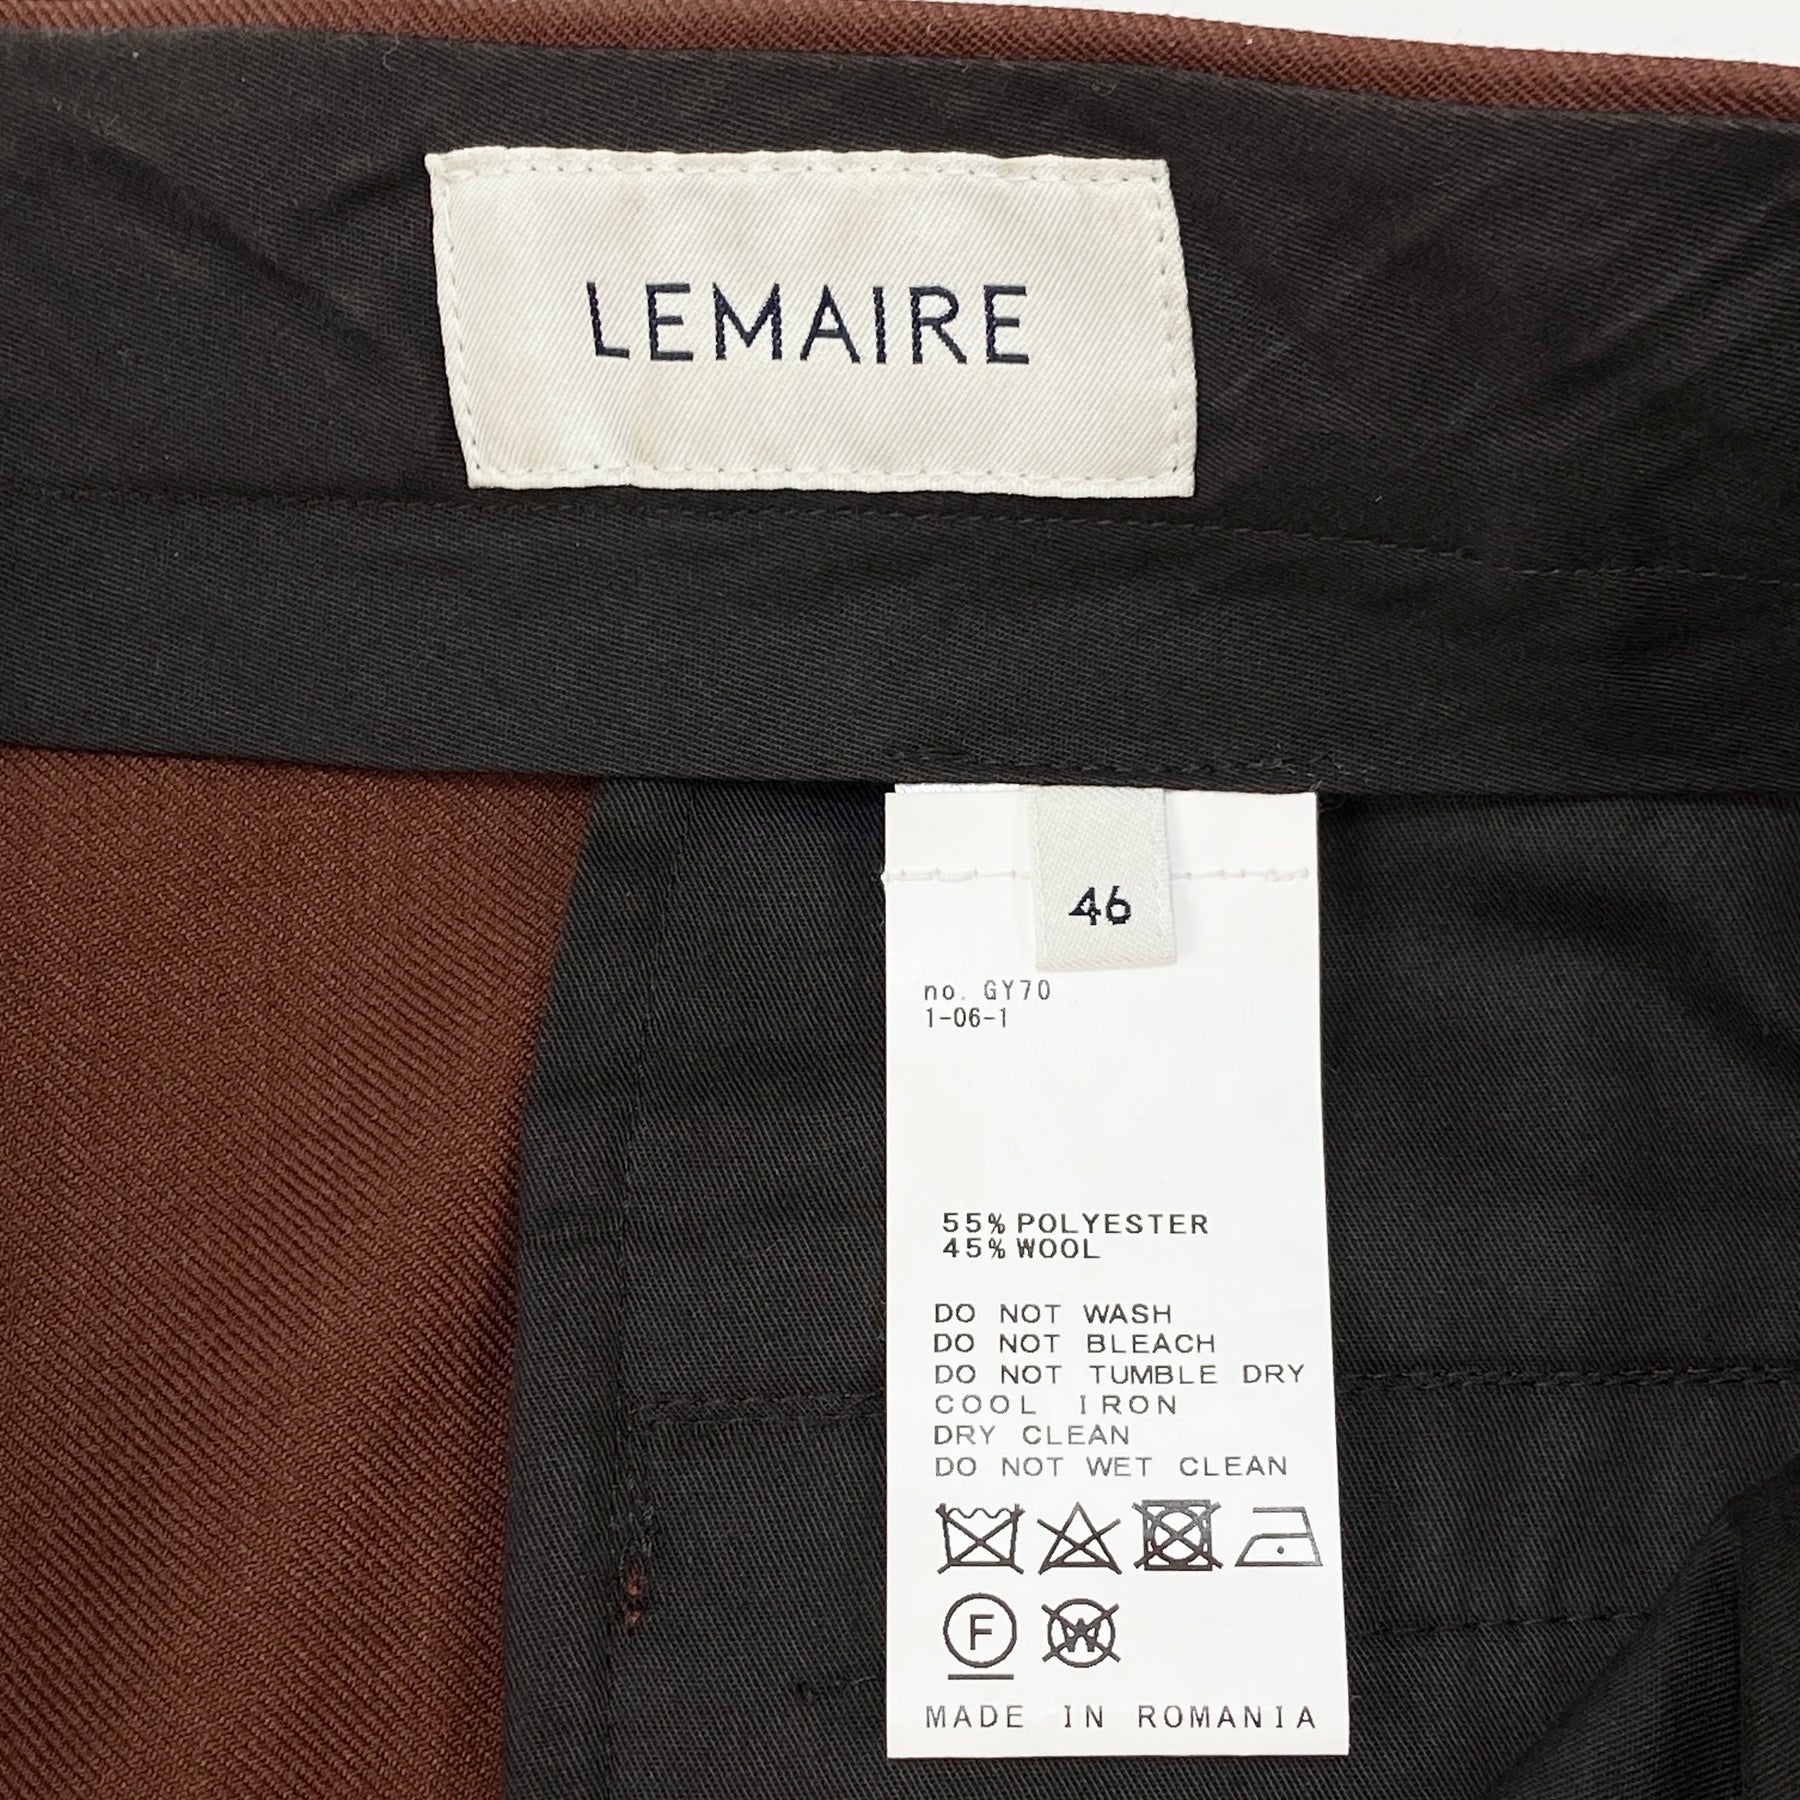 LEMAIRE
46
no. GY70
1-06-1
55% POLYESTER
45% WOOL
DO NOT WASH
DO NOT BLEACH
DO NOT TUMBLE DRY
COOL IRON
DRY CLEAN
DO NOT WET CLEAN
F W
MADE IN ROMANIA